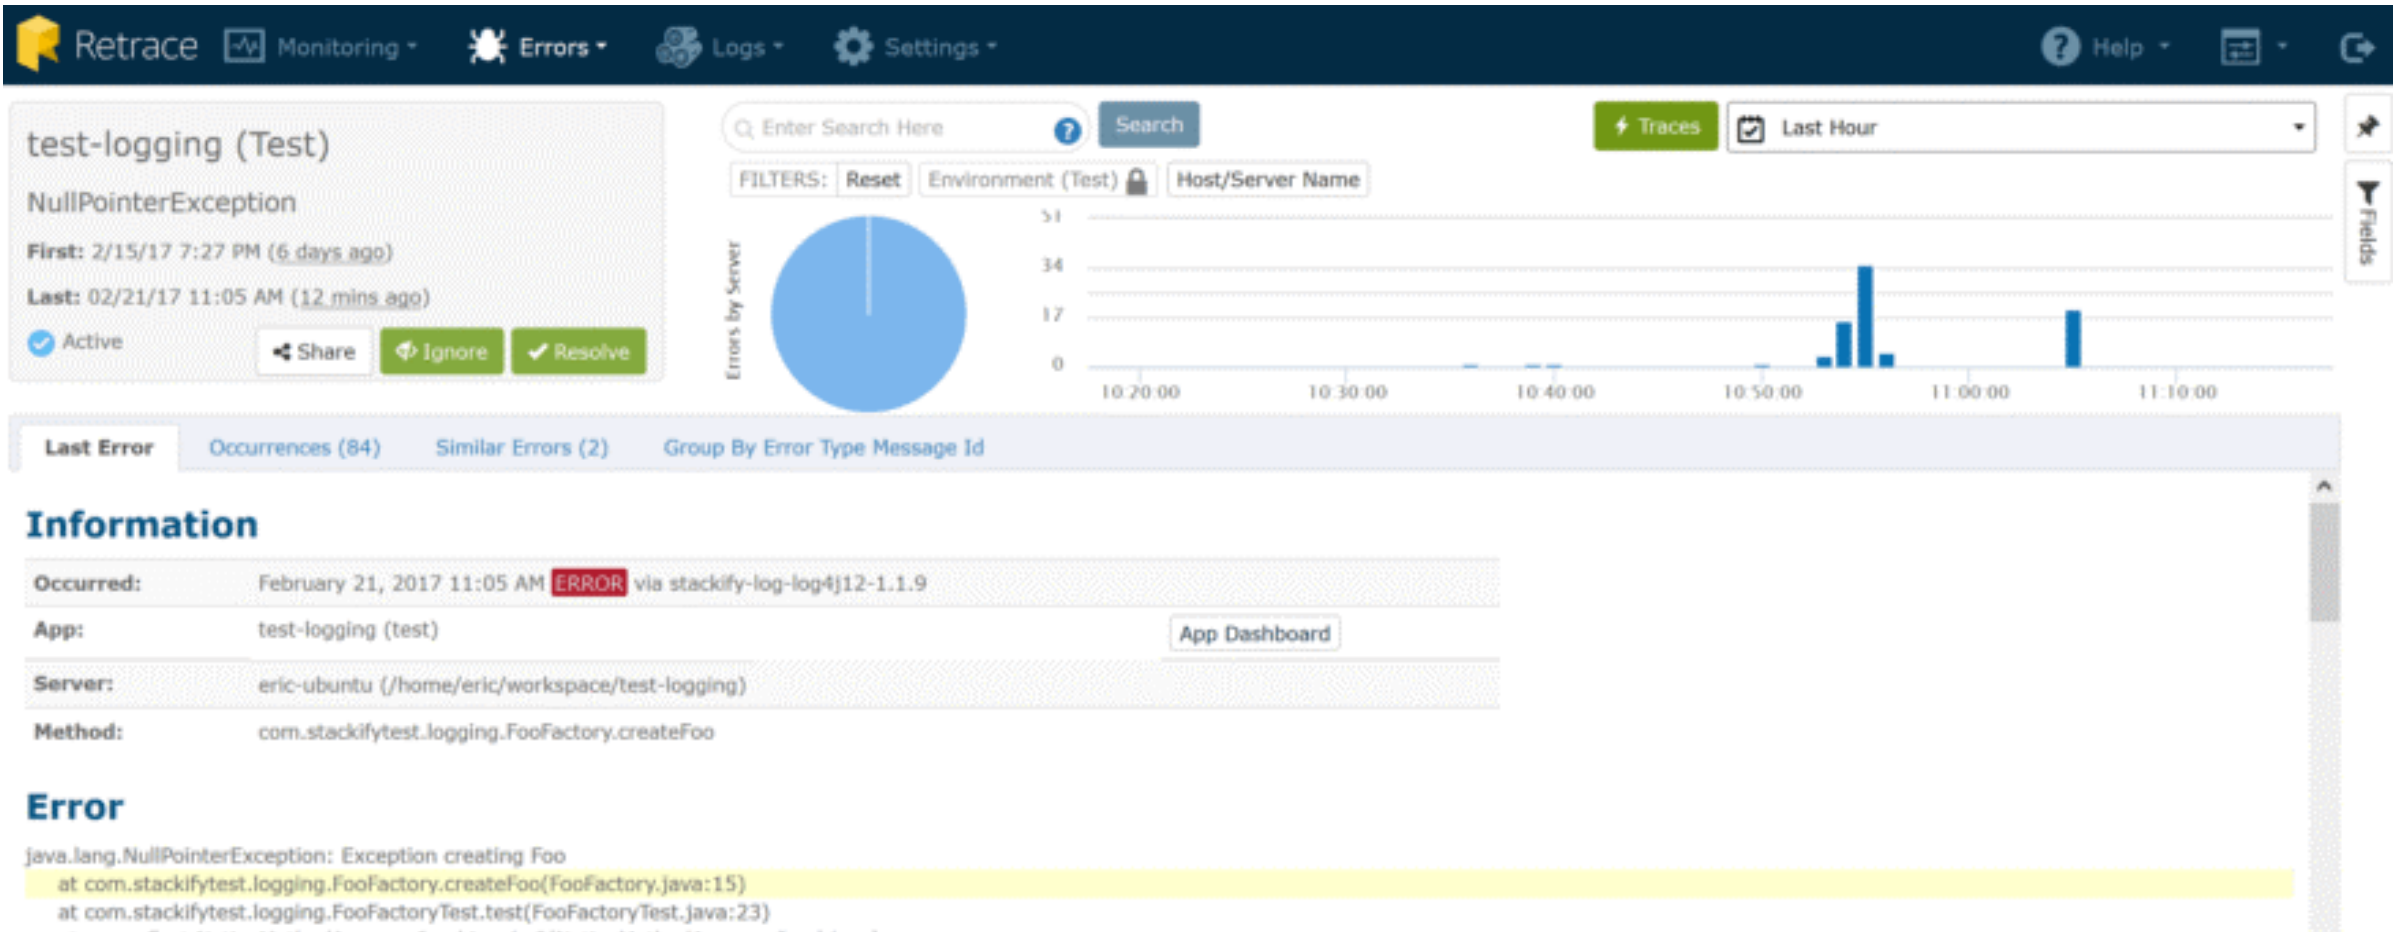 Retrace Monitoring Errors Logs Settings Help
test-logging (Test)
NullPointerException
First: 2/15/17 7:27 PM (6 days ago)
Last: 02/21/17 11:05 AM (12 mins ago)
Active Share Ignore Resolve
Enter Search Here ? Search Traces Last Hour
FILTERS: Reset Environment (Test) Host/Server Name
Fields
Errors by Server
51
34
17
0
10:20:00 10:30:00 10:40:00 10:50:00 11:00:00 11:10:00
Last Error Occurrences (84) Similar Errors (2) Group By Error Type Message Id
Information
Occurred: February 21, 2017 11:05 AM ERROR via stackify-log-log4j12-1.1.9
App: test-logging (test) App Dashboard
Server: eric-ubuntu (/home/eric/workspace/test-logging)
Method: com.stackifytest.logging.FooFactory.createFoo
Error
java.lang.NullPointerException: Exception creating Foo
at com.stackifytest.logging.FooFactory.createFoo(FooFactory.java:15)
at com.stackifytest.logging.FooFactoryTest.test(FooFactoryTest.java:23)